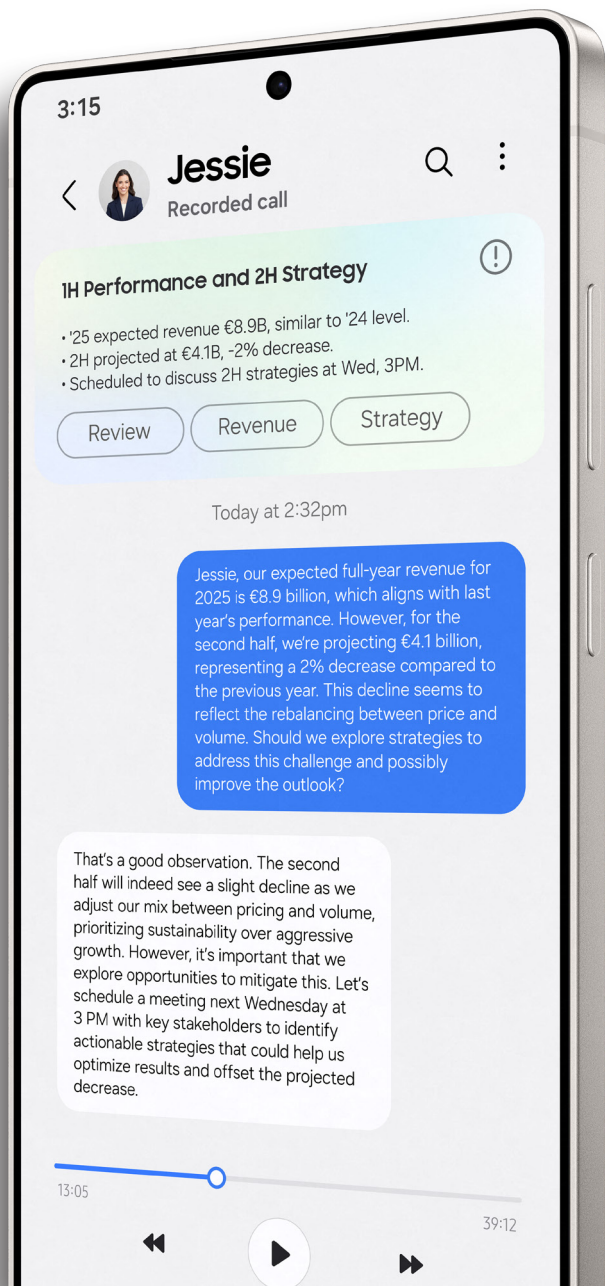 3:15
Jessie
Recorded call
1H Performance and 2H Strategy
• '25 expected revenue €8.9B, similar to '24 level.
• 2H projected at €4.1B, -2% decrease.
• Scheduled to discuss 2H strategies at Wed, 3PM.
Review
Revenue
Strategy
Today at 2:32pm
Jessie, our expected full-year revenue for
2025 is €8.9 billion, which aligns with last
year's performance. However, for the
second half, we're projecting €4.1 billion,
representing a 2% decrease compared to
the previous year. This decline seems to
reflect the rebalancing between price and
volume. Should we explore strategies to
address this challenge and possibly
improve the outlook?
That's a good observation. The second
half will indeed see a slight decline as we
adjust our mix between pricing and volume,
prioritizing sustainability over aggressive
growth. However, it's important that we
explore opportunities to mitigate this. Let's
schedule a meeting next Wednesday at
3 PM with key stakeholders to identify
actionable strategies that could help us
optimize results and offset the projected
decrease.
13:05
39:12